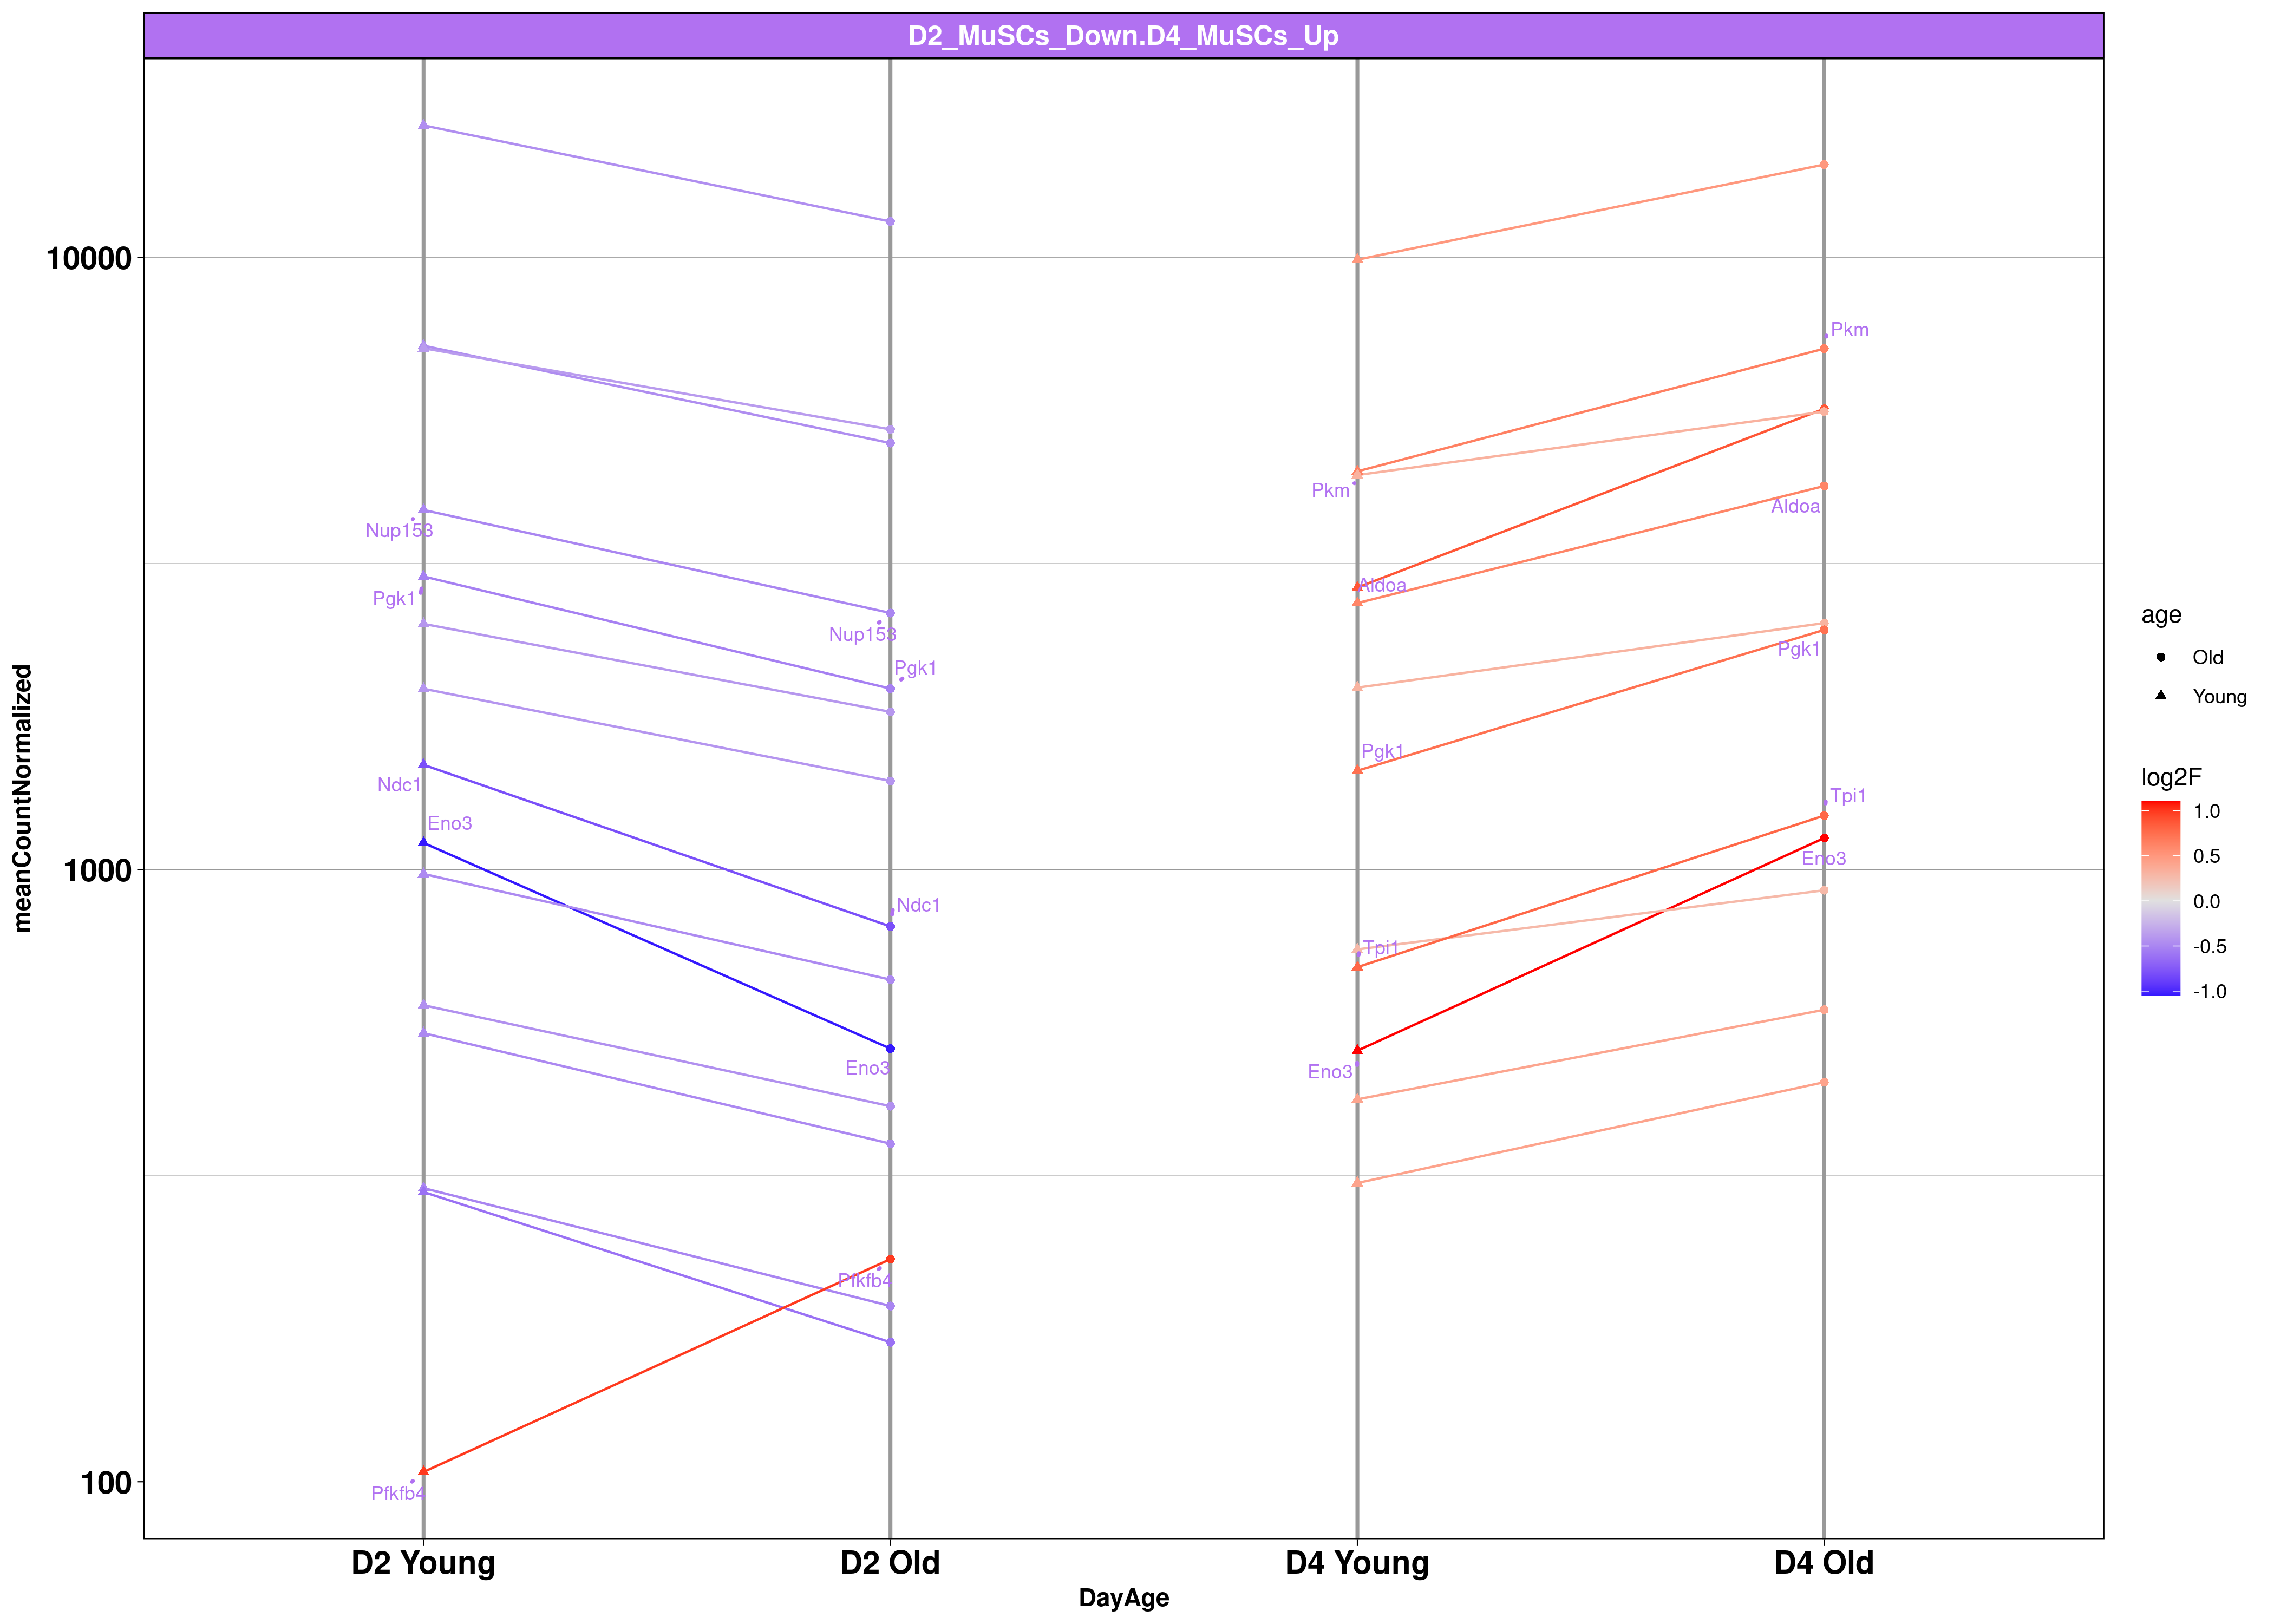 D2_MuSCs_Down.D4_MuSCs_Up
meanCountNormalized
10000
1000
100
Pkm
Pkm
Aldoa
Nup153
Aldoa
Pgk1
Nup153
Pgk1
Pgk1
Pgk1
Ndc1
Tpi1
Eno3
Eno3
Ndc1
Tpi1
Eno3
Eno3
Pfkfb4
Pfkfb4
D2 Young
D2 Old
D4 Young
D4 Old
DayAge
age
Old
Young
log2F
1.0
0.5
0.0
-0.5
-1.0